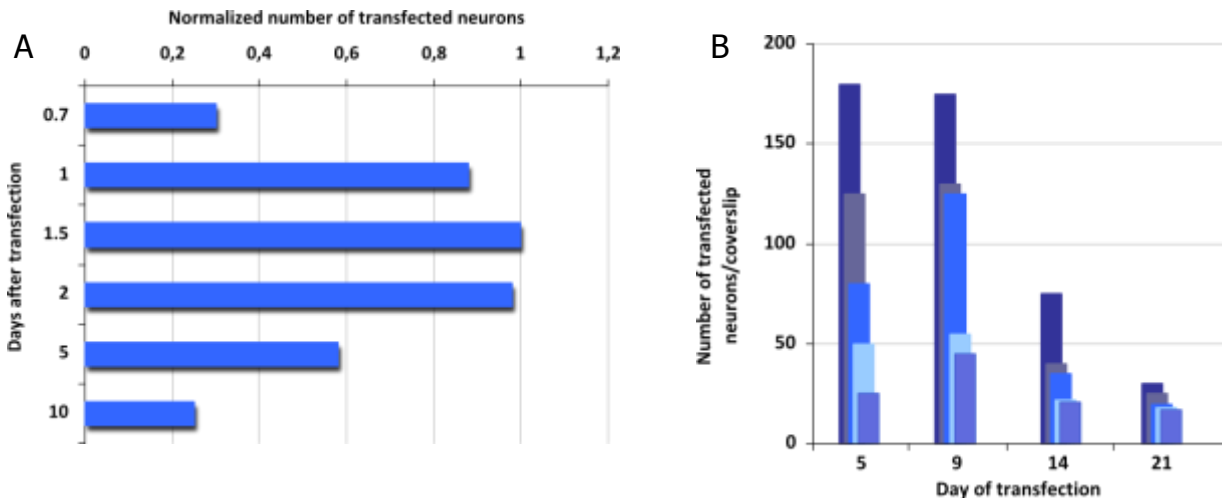 A
Normalized number of transfected neurons
0 0,2 0,4 0,6 0,8 1 1,2
Days after transfection
0.7
1
1.5
2
5
10
B
Number of transfected
neurons/coverslip
200
150
100
50
0
5 9 14 21
Day of transfection